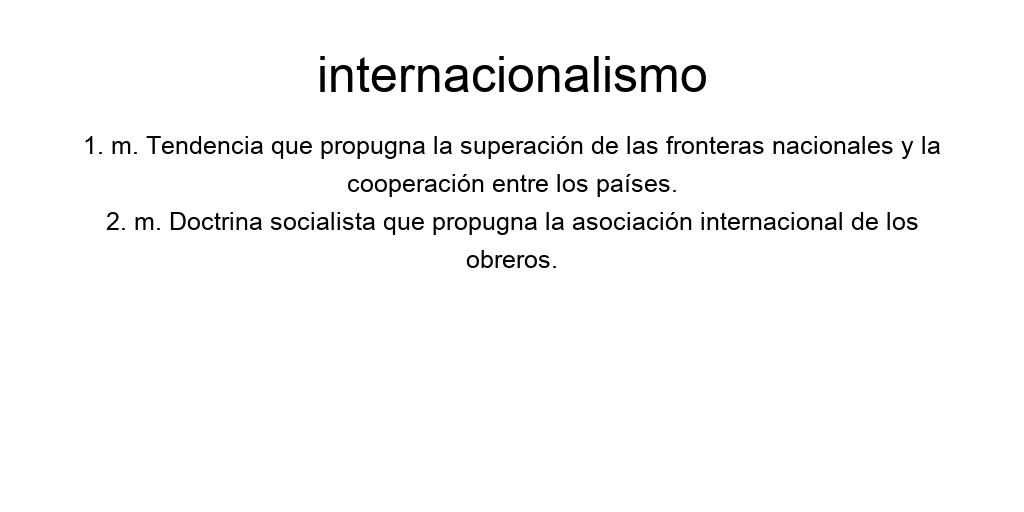 internacionalismo
1. m. Tendencia que propugna la superación de las fronteras nacionales y la
cooperación entre los países.
2. m. Doctrina socialista que propugna la asociación internacional de los
obreros.